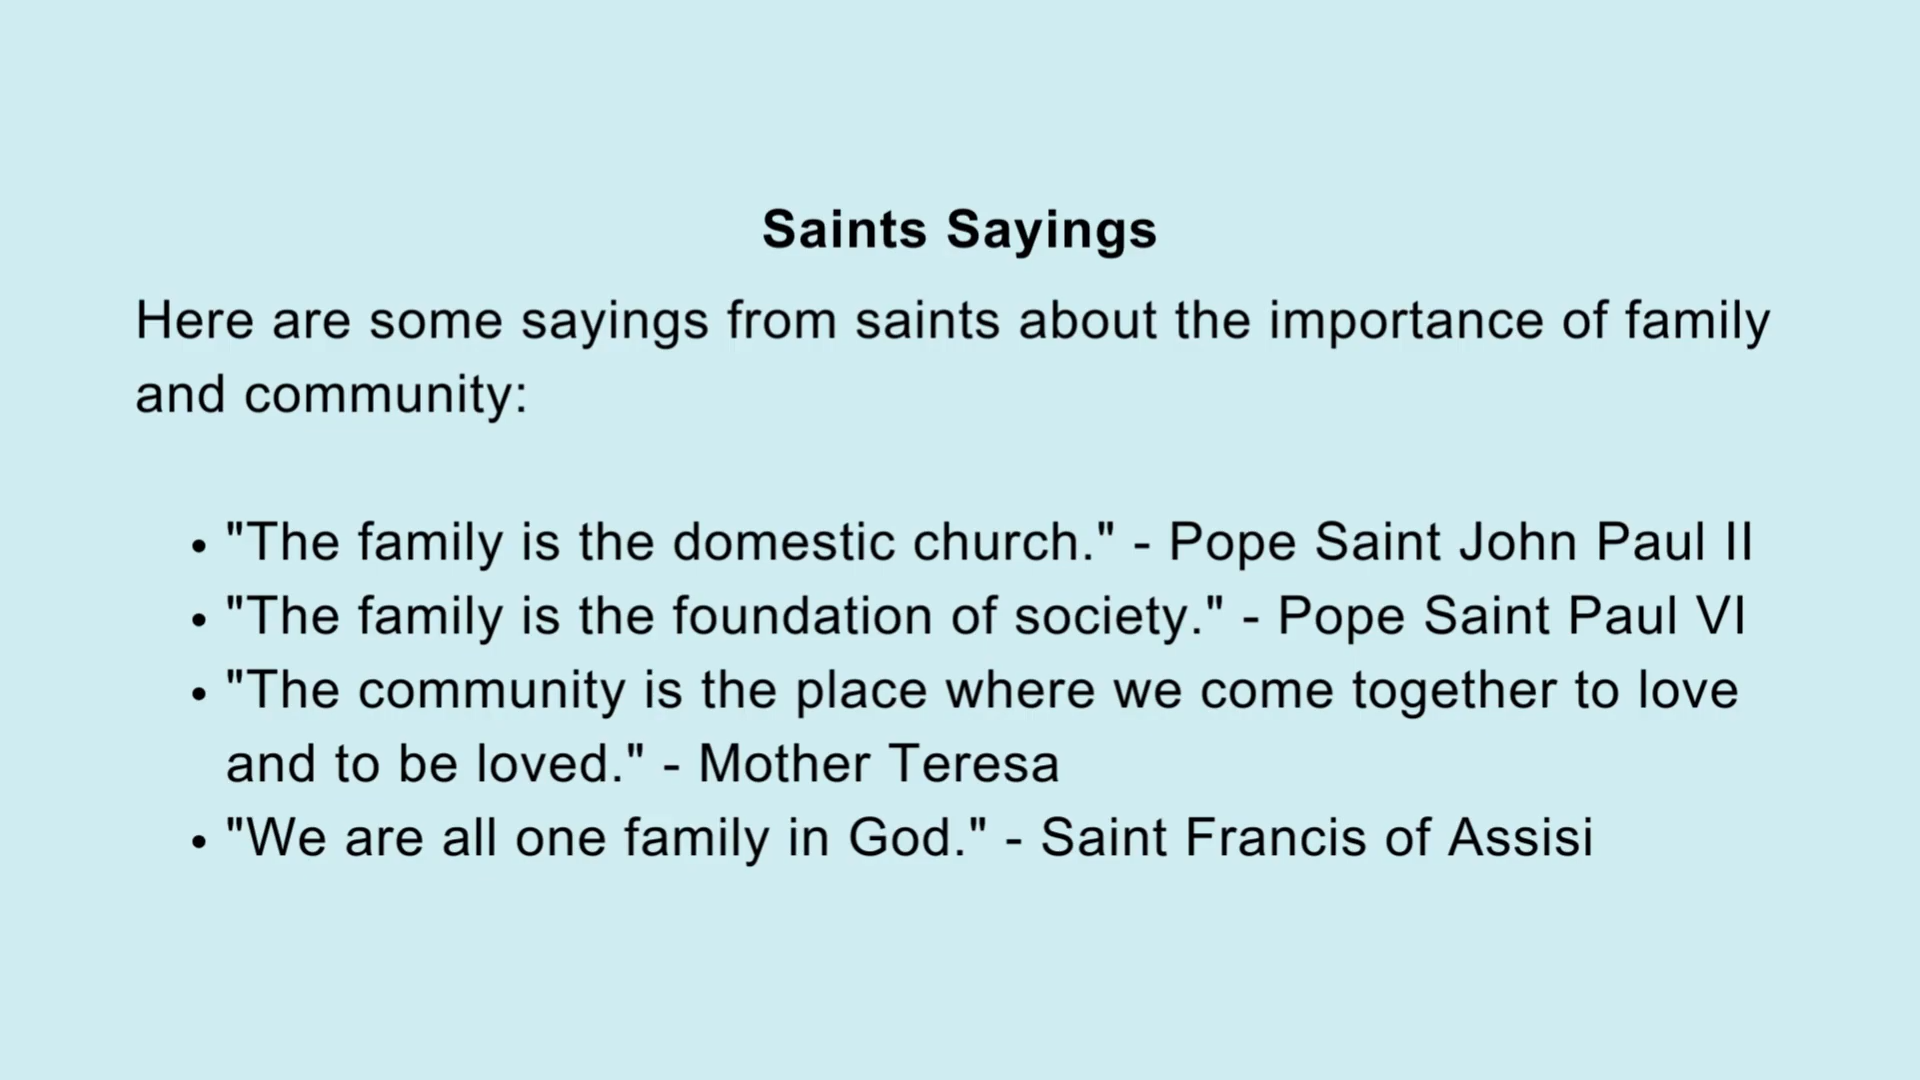 Saints Sayings
Here are some sayings from saints about the importance of family
and community:
• "The family is the domestic church." - Pope Saint John Paul II
• "The family is the foundation of society." - Pope Saint Paul VI
• "The community is the place where we come together to love
and to be loved." - Mother Teresa
• "We are all one family in God." - Saint Francis of Assisi